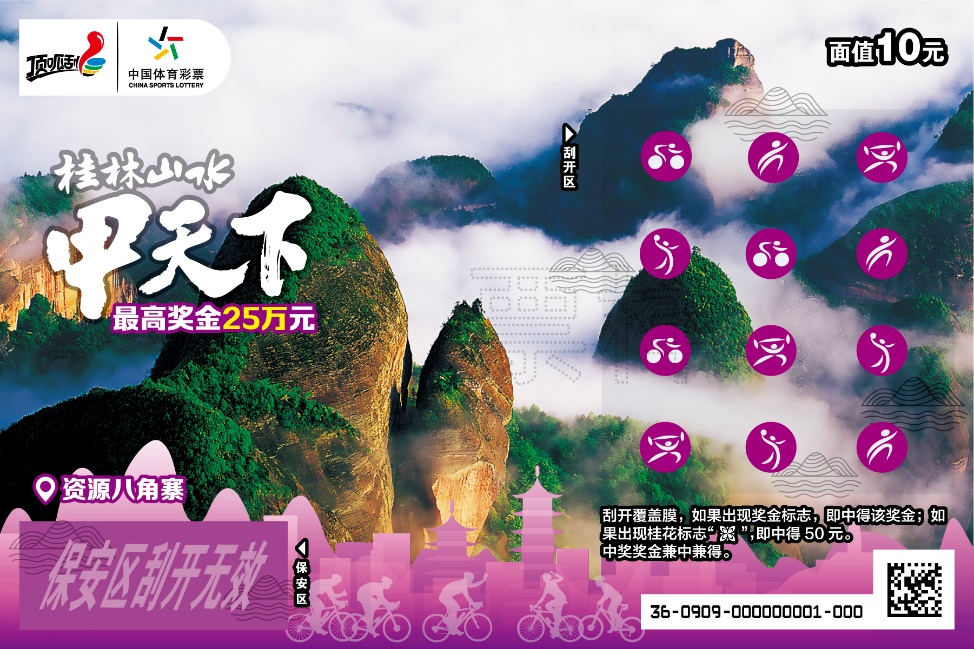 顶呱刮
中国体育彩票
CHINA SPORTS LOTTERY
面值10元
桂林山水
甲天下
最高奖金25万元
刮开区
票样
资源八角寨
保安区刮开无效
保安区
刮开覆盖膜，如果出现奖金标志，即中得该奖金；如
果出现桂花标志“ ”，即中得 50 元。
中奖奖金兼中兼得。
36-0909-000000001-000